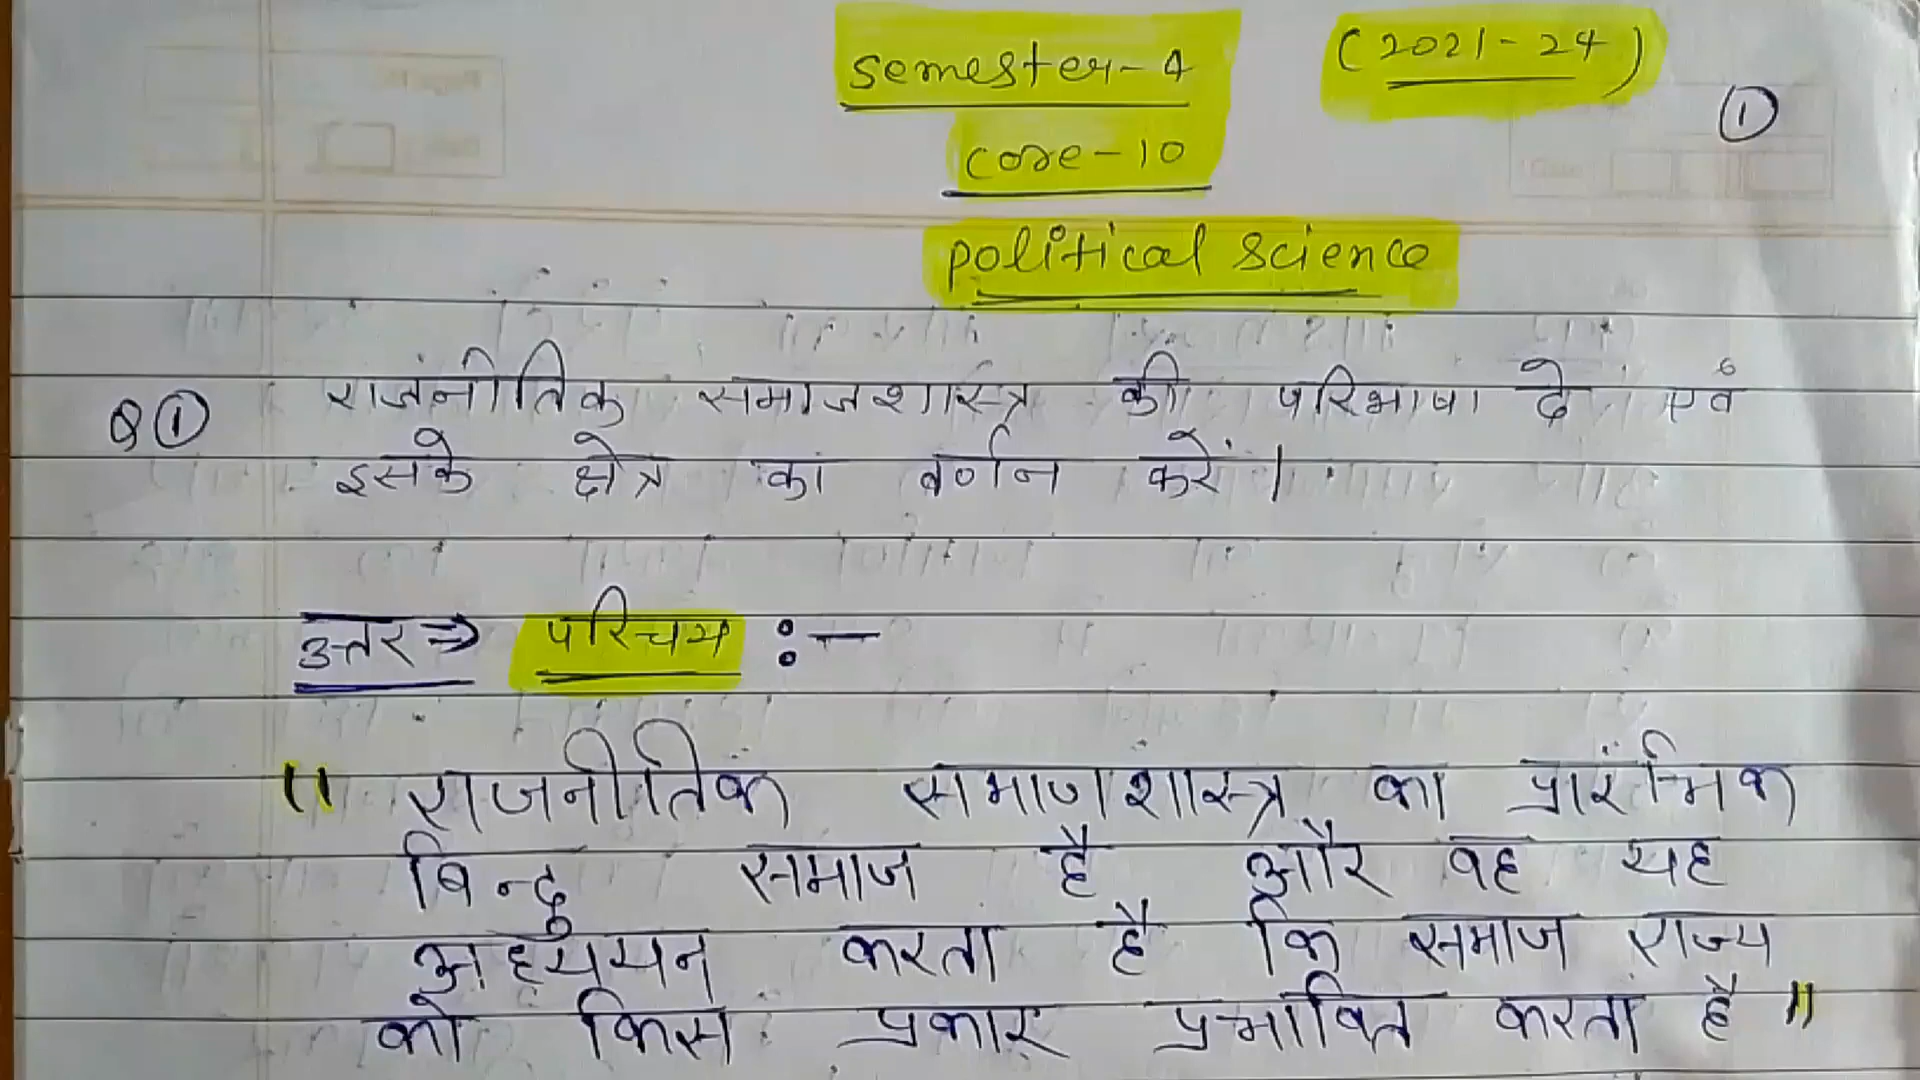 semester-4 (2021-24)
①
core-10
political science
Q① राजनीतिक समाजशास्त्र की परिभाषा दे एवं
इसके क्षेत्र का वर्णन करें।
उत्तर⇒ परिचय :—
" राजनीतिक समाजशास्त्र का प्रारंम्भिक
बिन्दु समाज है और वह यह
अध्ययन करता है कि समाज राज्य
को किस प्रकार प्रभावित करता है "